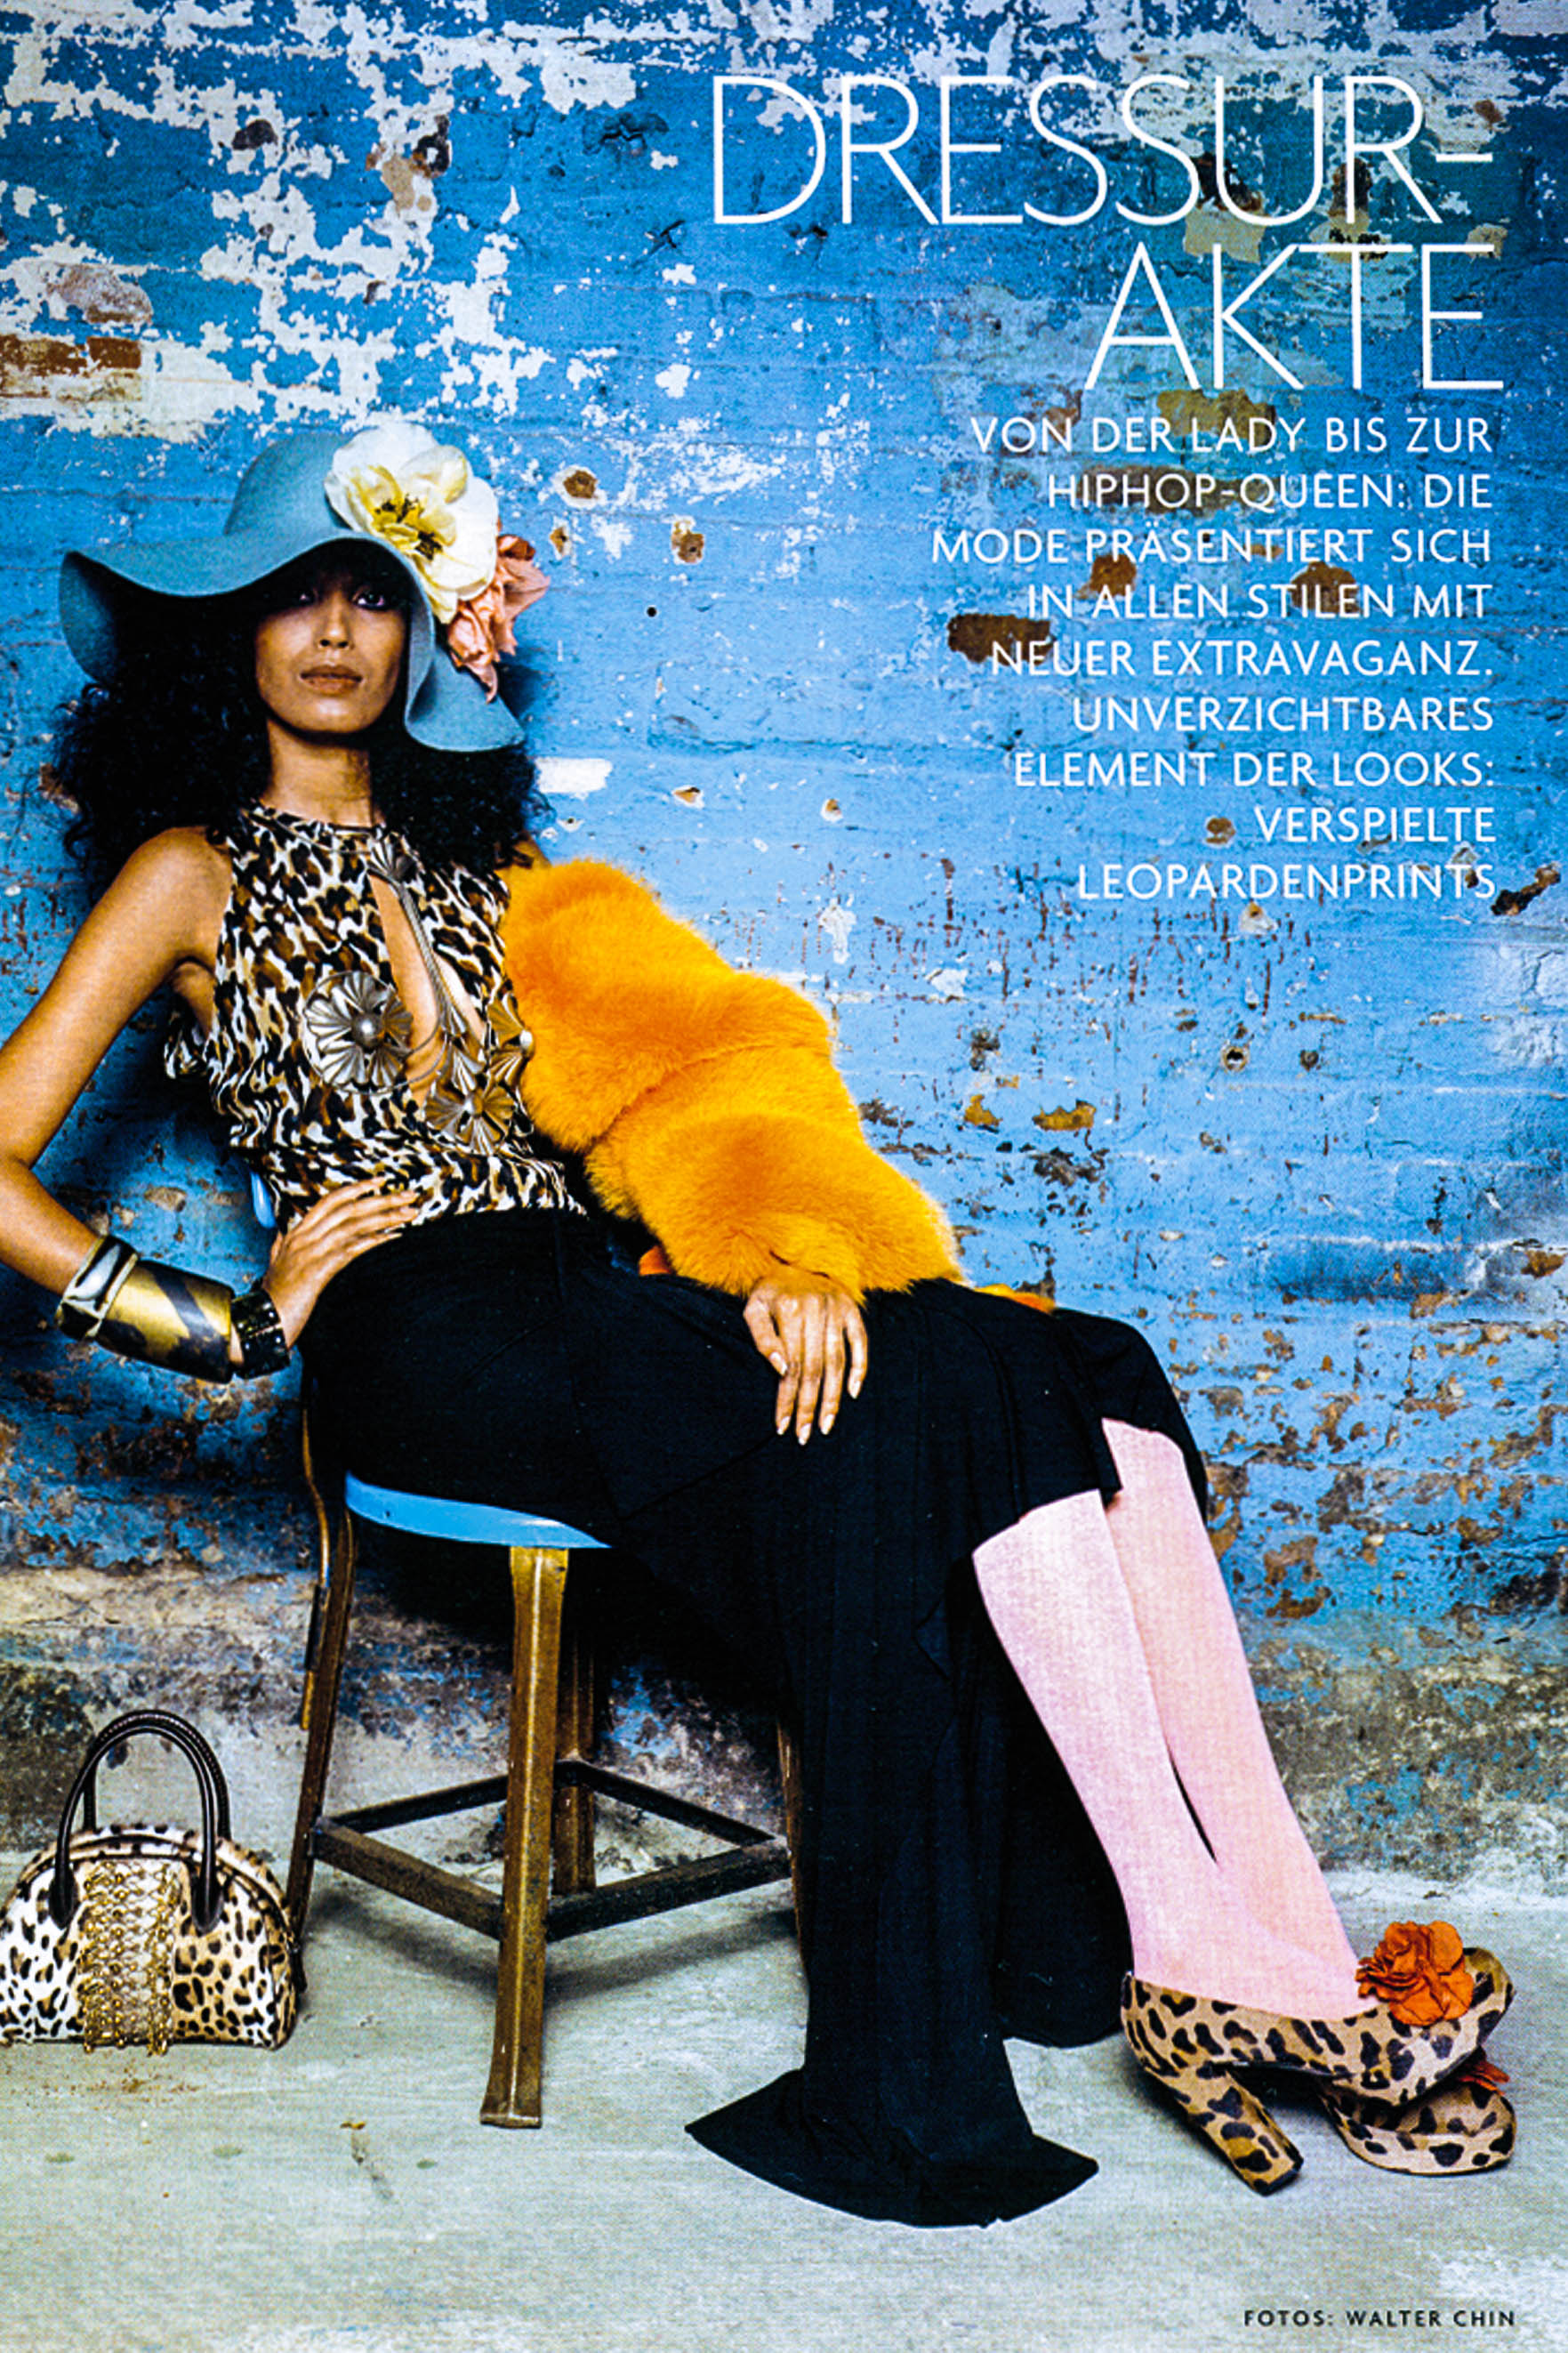 DRESSUR-
AKTE
VON DER LADY BIS ZUR
HIPHOP-QUEEN: DIE
MODE PRÄSENTIERT SICH
IN ALLEN STILEN MIT
NEUER EXTRAVAGANZ.
UNVERZICHTBARES
ELEMENT DER LOOKS:
VERSPIELTE
LEOPARDENPRINTS
FOTOS: WALTER CHIN